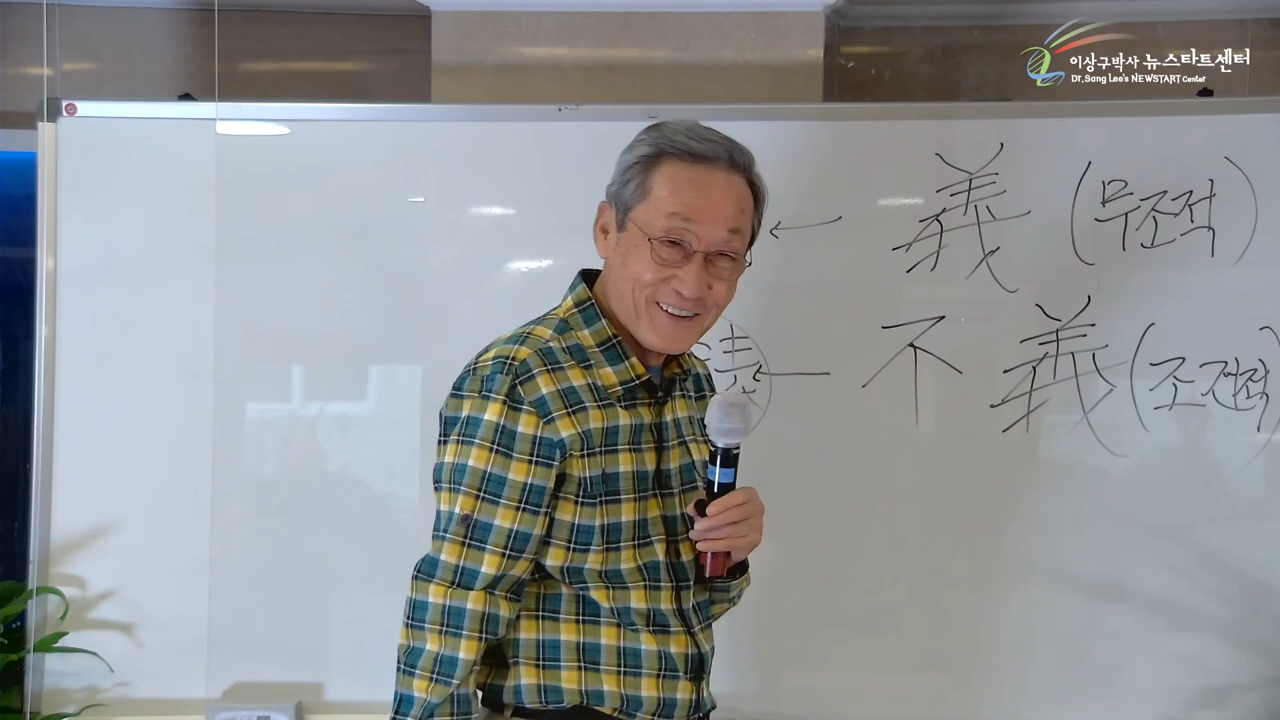 이상구박사 뉴스타트센터
Dr. Sang Lee's NEWSTART Center
← 義 (무조적)
法 ← 不義 (조건적)